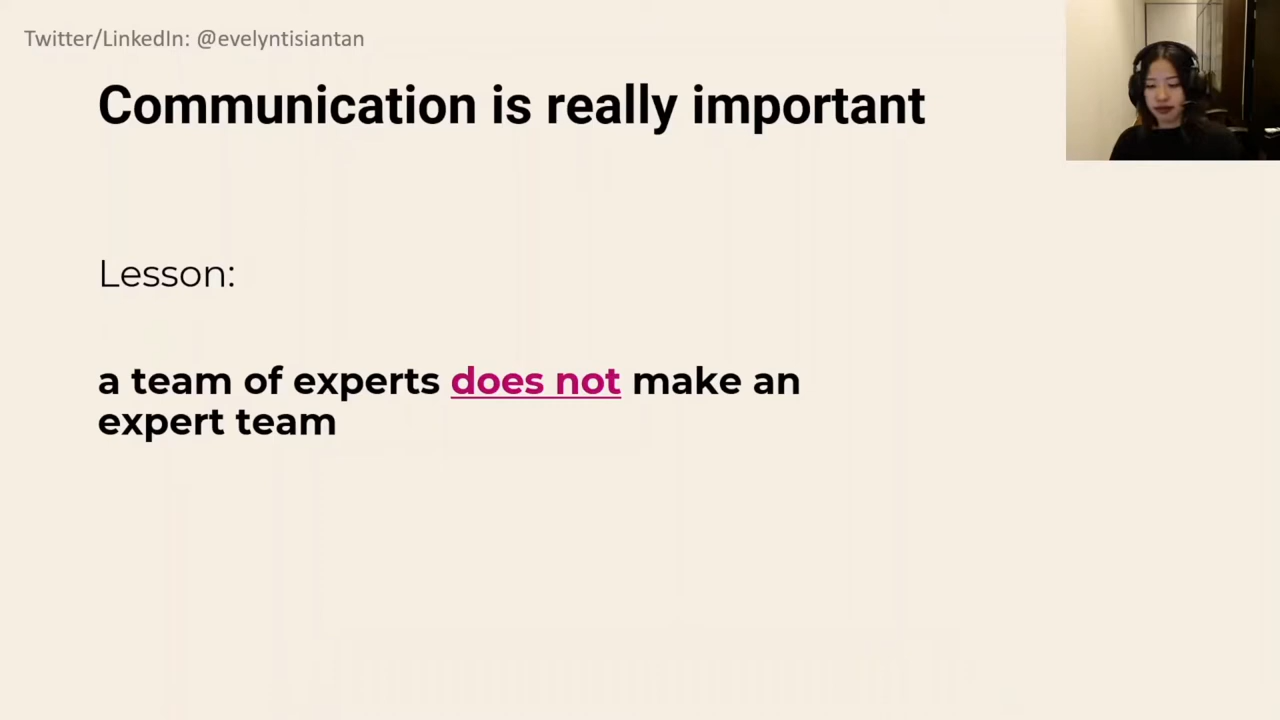 Twitter/LinkedIn: @evelyntisiantan
Communication is really important
Lesson:
a team of experts does not make an
expert team